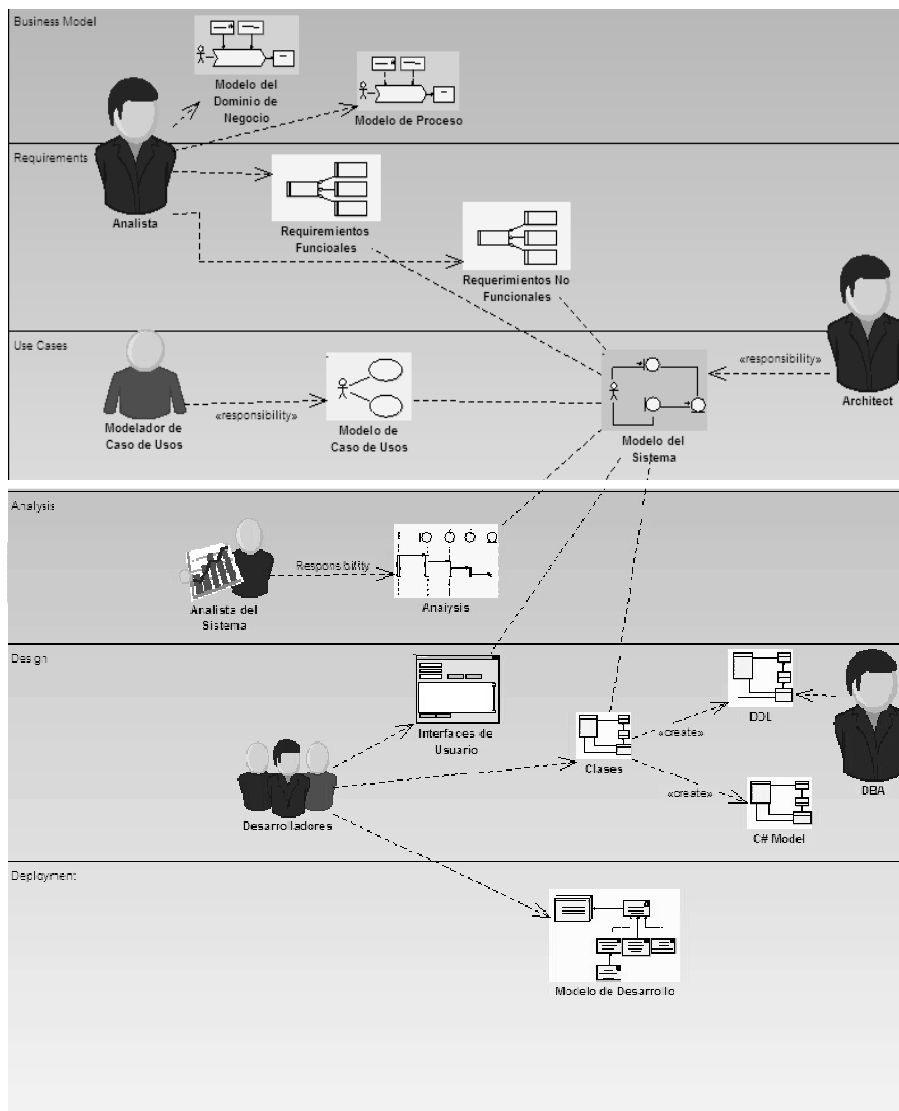 Business Model
Modelo del
Dominio de
Negocio
Modelo de Proceso
Requirements
Analista
Requiremientos
Funcioales
Requerimientos No
Funcionales
Use Cases
«responsibility»
Architect
«responsibility»
Modelador de
Caso de Usos
Modelo de
Caso de Usos
Modelo del
Sistema
Analysis
Responsibility
Analista del
Sistema
Analysis
Design
Interfaces de
Usuario
DDL
«create»
Clases
DBA
«create»
C# Model
Desarrolladores
Deployment
Modelo de Desarrollo